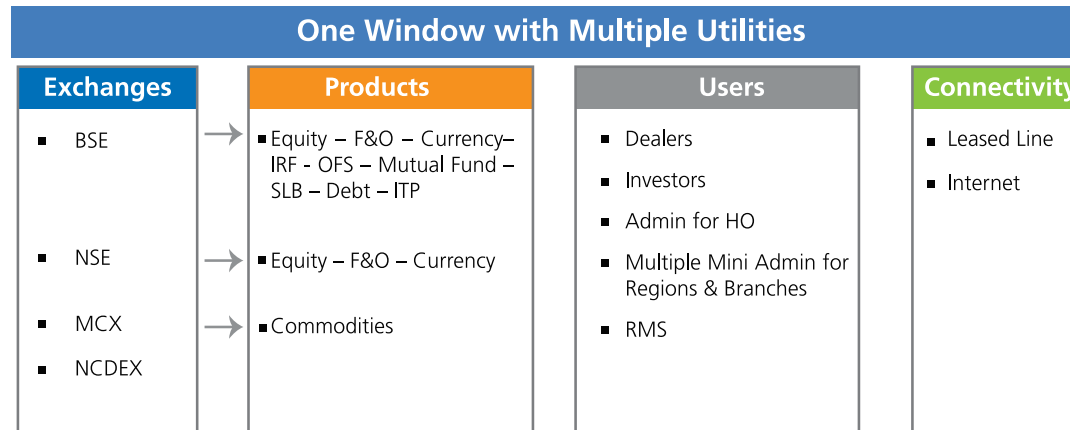 One Window with Multiple Utilities
Exchanges
▪ BSE
▪ NSE
▪ MCX
▪ NCDEX
Products
▪ Equity – F&O – Currency–
IRF - OFS – Mutual Fund –
SLB – Debt – ITP
▪ Equity – F&O – Currency
▪ Commodities
Users
▪ Dealers
▪ Investors
▪ Admin for HO
▪ Multiple Mini Admin for
Regions & Branches
▪ RMS
Connectivity
▪ Leased Line
▪ Internet